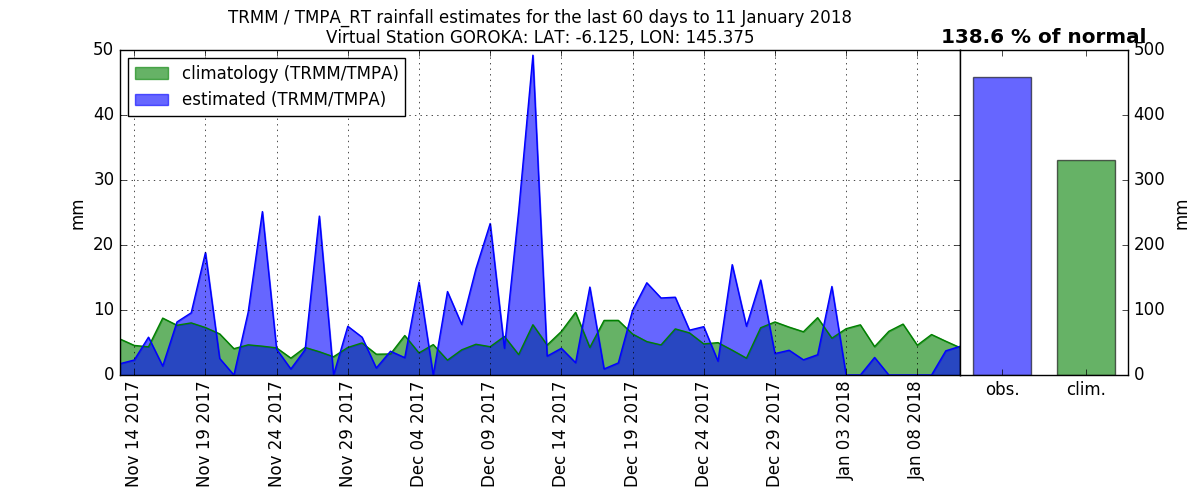 TRMM / TMPA_RT rainfall estimates for the last 60 days to 11 January 2018
Virtual Station GOROKA: LAT: -6.125, LON: 145.375
138.6 % of normal
climatology (TRMM/TMPA)
estimated (TRMM/TMPA)
50
40
30
20
10
0
mm
500
400
300
200
100
0
mm
Nov 14 2017
Nov 19 2017
Nov 24 2017
Nov 29 2017
Dec 04 2017
Dec 09 2017
Dec 14 2017
Dec 19 2017
Dec 24 2017
Dec 29 2017
Jan 03 2018
Jan 08 2018
obs.
clim.